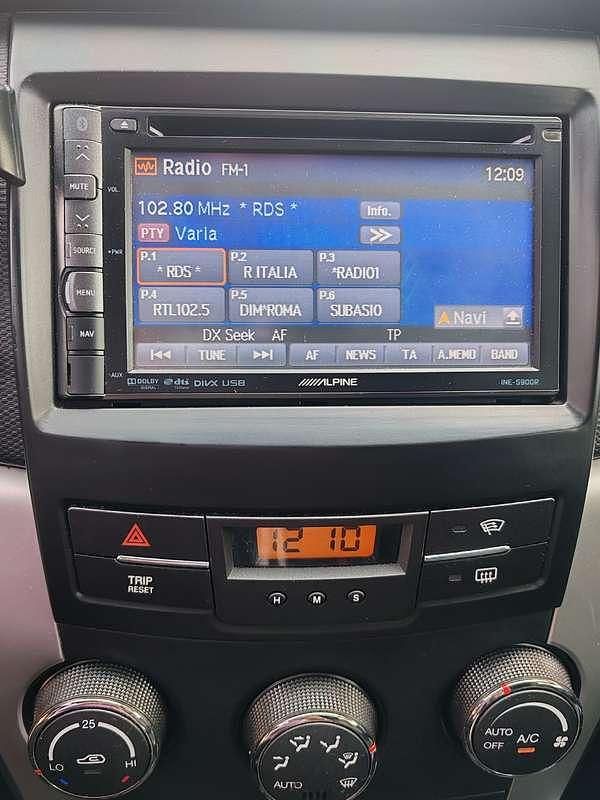 Radio FM-1 12:09
MUTE
VOL
102.80 MHz * RDS * Info.
PTY Varia >>
SOURCE
PWR
P.1 P.2 P.3
* RDS * R ITALIA *RADIO1
MENU
P.4 P.5 P.6
RTL102.5 DIM*ROMA SUBASIO
Navi
NAV
DX Seek AF TP
TUNE AF NEWS TA A.MEMO BAND
AUX
DOLBY DIGITAL dts DIVX USB ALPINE INE-S900R
12 10
TRIP
RESET
H M S
25
LO HI
AUTO
AUTO
OFF A/C